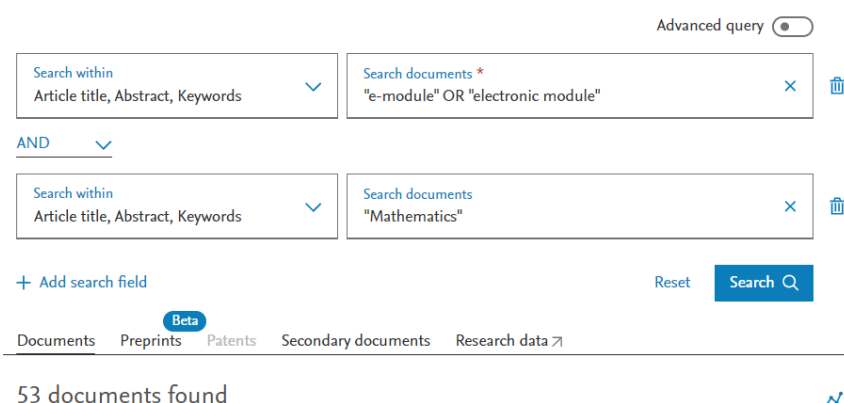 Advanced query
Search within
Article title, Abstract, Keywords
Search documents *
"e-module" OR "electronic module"
AND
Search within
Article title, Abstract, Keywords
Search documents
"Mathematics"
+ Add search field
Reset
Search
Beta
Documents Preprints Patents Secondary documents Research data
53 documents found